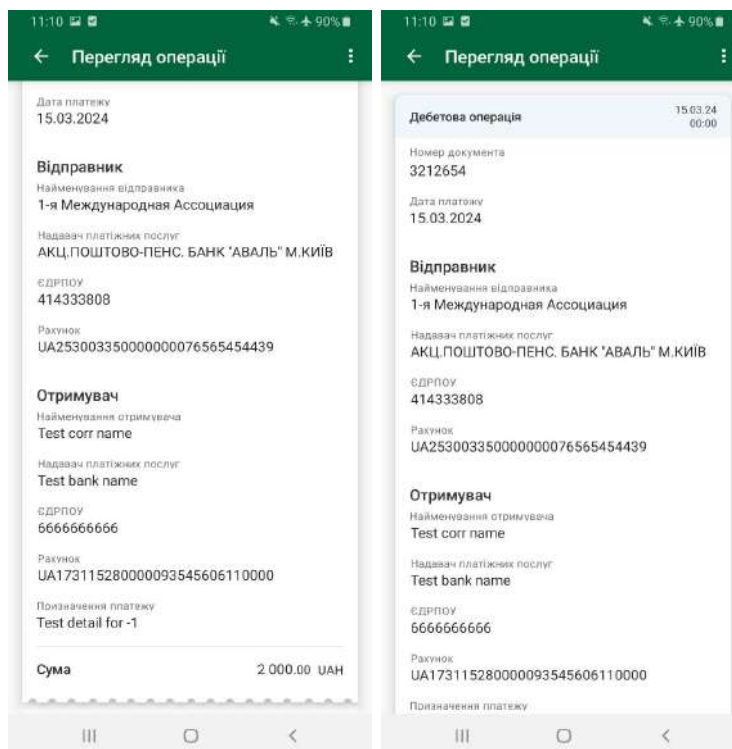 11:10
90%
Перегляд операції
Дата платежу
15.03.2024
Відправник
Найменування відправника
1-я Международная Ассоциация
Надавач платіжних послуг
АКЦ.ПОШТОВО-ПЕНС. БАНК "АВАЛЬ" М.КИЇВ
ЄДРПОУ
414333808
Рахунок
UA253003350000000076565454439
Отримувач
Найменування отримувача
Test corr name
Надавач платіжних послуг
Test bank name
ЄДРПОУ
6666666666
Рахунок
UA173115280000093545606110000
Призначення платежу
Test detail for -1
Сума 2 000.00 UAH
11:10
90%
Перегляд операції
Дебетова операція 15.03.24
00:00
Номер документа
3212654
Дата платежу
15.03.2024
Відправник
Найменування відправника
1-я Международная Ассоциация
Надавач платіжних послуг
АКЦ.ПОШТОВО-ПЕНС. БАНК "АВАЛЬ" М.КИЇВ
ЄДРПОУ
414333808
Рахунок
UA253003350000000076565454439
Отримувач
Найменування отримувача
Test corr name
Надавач платіжних послуг
Test bank name
ЄДРПОУ
6666666666
Рахунок
UA173115280000093545606110000
Призначення платежу